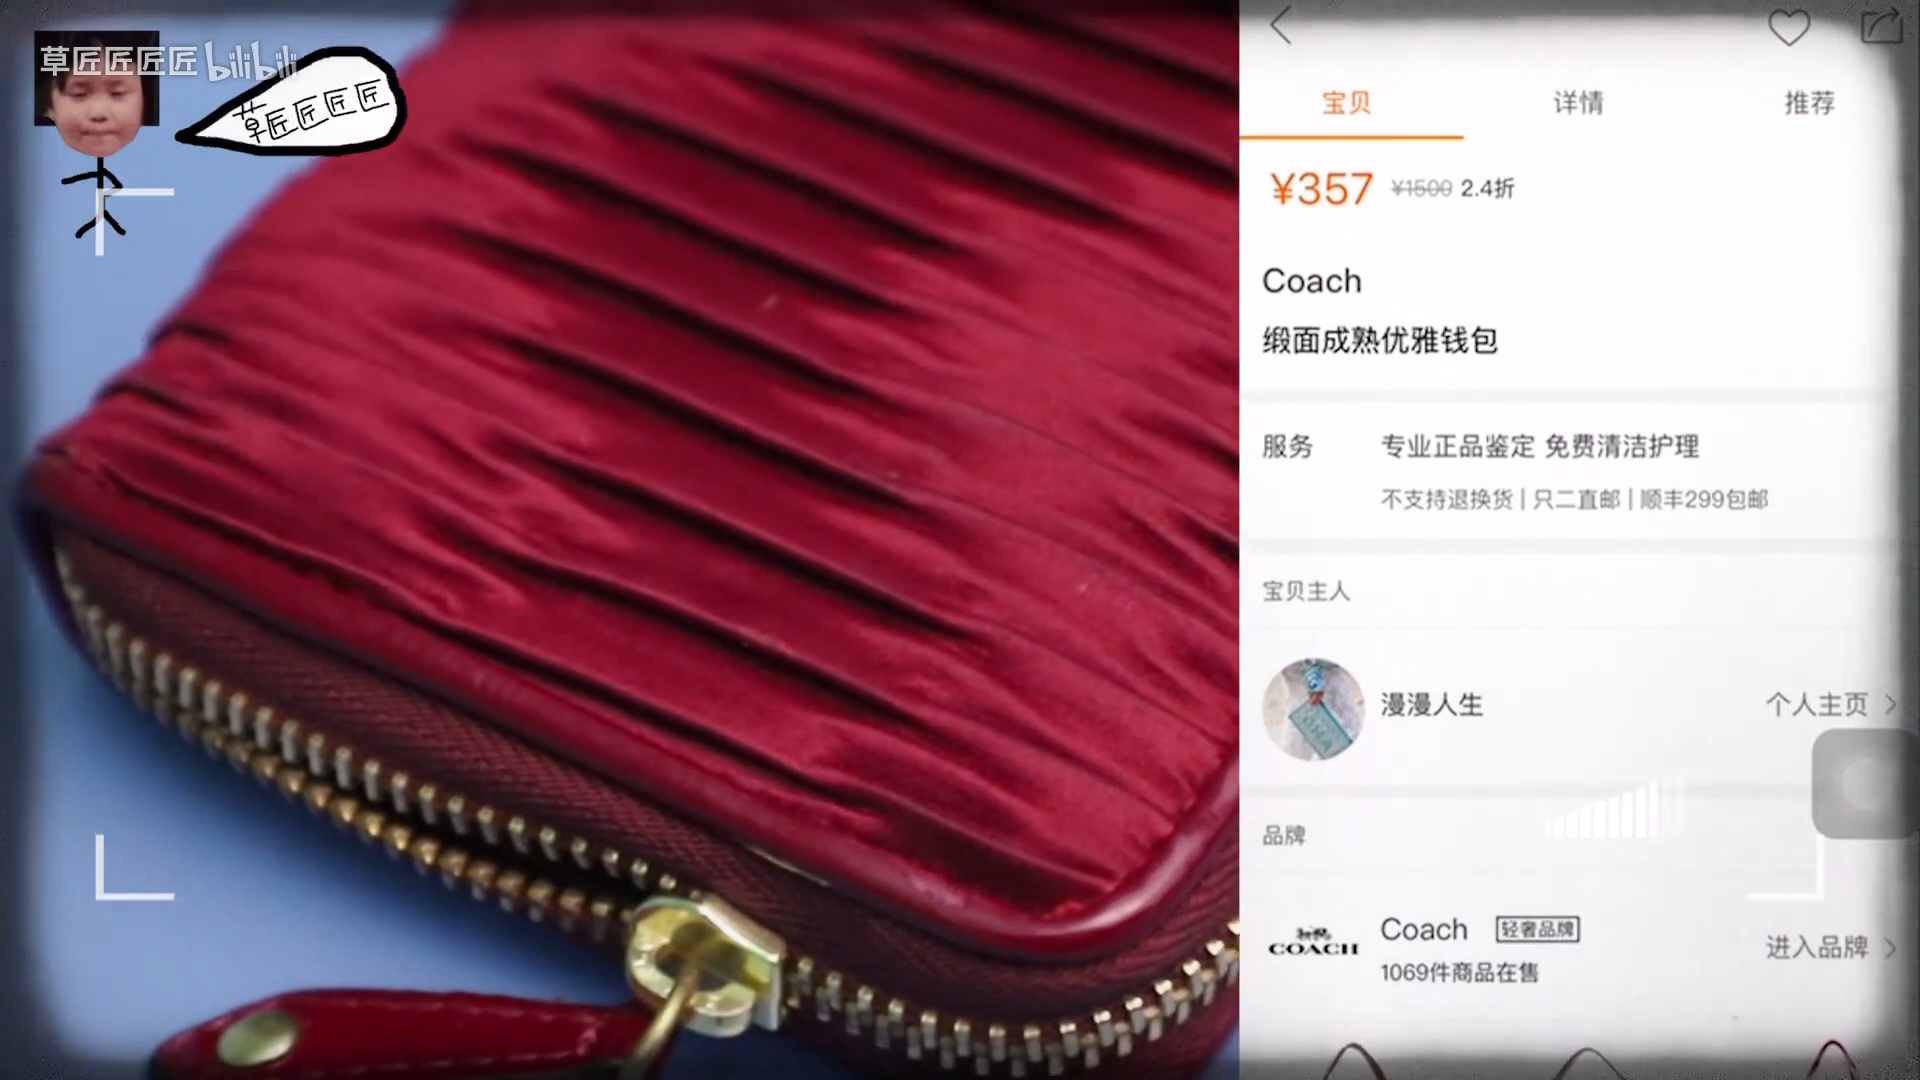 草匠匠匠匠 bilibili
草匠匠匠匠
宝贝 详情 推荐
¥357 ¥1500 2.4折
Coach
缎面成熟优雅钱包
服务 专业正品鉴定 免费清洁护理
不支持退换货 | 只二直邮 | 顺丰299包邮
宝贝主人
漫漫人生 个人主页
品牌
COACH
Coach 轻奢品牌
1069件商品在售
进入品牌